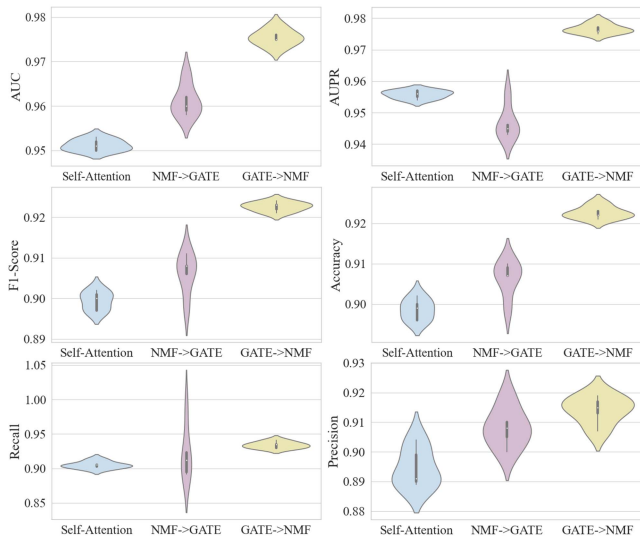 0.98
0.97
0.96
0.95
AUC
Self-Attention NMF->GATE GATE->NMF
0.98
0.97
0.96
0.95
0.94
AUPR
Self-Attention NMF->GATE GATE->NMF
0.92
0.91
0.90
0.89
F1-Score
Self-Attention NMF->GATE GATE->NMF
0.92
0.90
Accuracy
Self-Attention NMF->GATE GATE->NMF
1.05
1.00
0.95
0.90
0.85
Recall
Self-Attention NMF->GATE GATE->NMF
0.93
0.92
0.91
0.90
0.89
0.88
Precision
Self-Attention NMF->GATE GATE->NMF